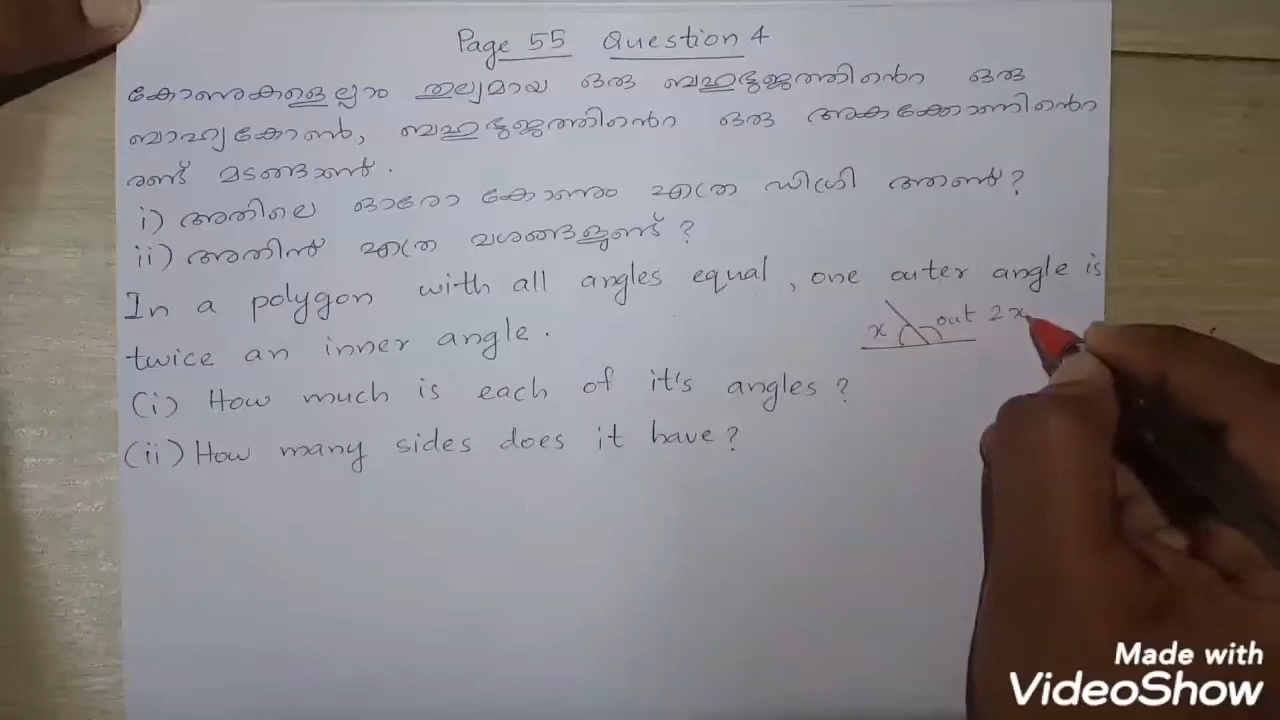 Page 55 Question 4
കോണുകളെല്ലാം തുല്യമായ ഒരു ബഹുഭുജത്തിന്റെ ഒരു
ബാഹ്യകോൺ, ബഹുഭുജത്തിന്റെ ഒരു അകക്കോണിന്റെ
രണ്ട് മടങ്ങാണ്.
i) അതിലെ ഓരോ കോണും എത്ര ഡിഗ്രി ആണ്?
ii) അതിന് എത്ര വശങ്ങളുണ്ട്?
In a polygon with all angles equal, one outer angle is
twice an inner angle.
x out 2x
(i) How much is each of it's angles?
(ii) How many sides does it have?
Made with
VideoShow